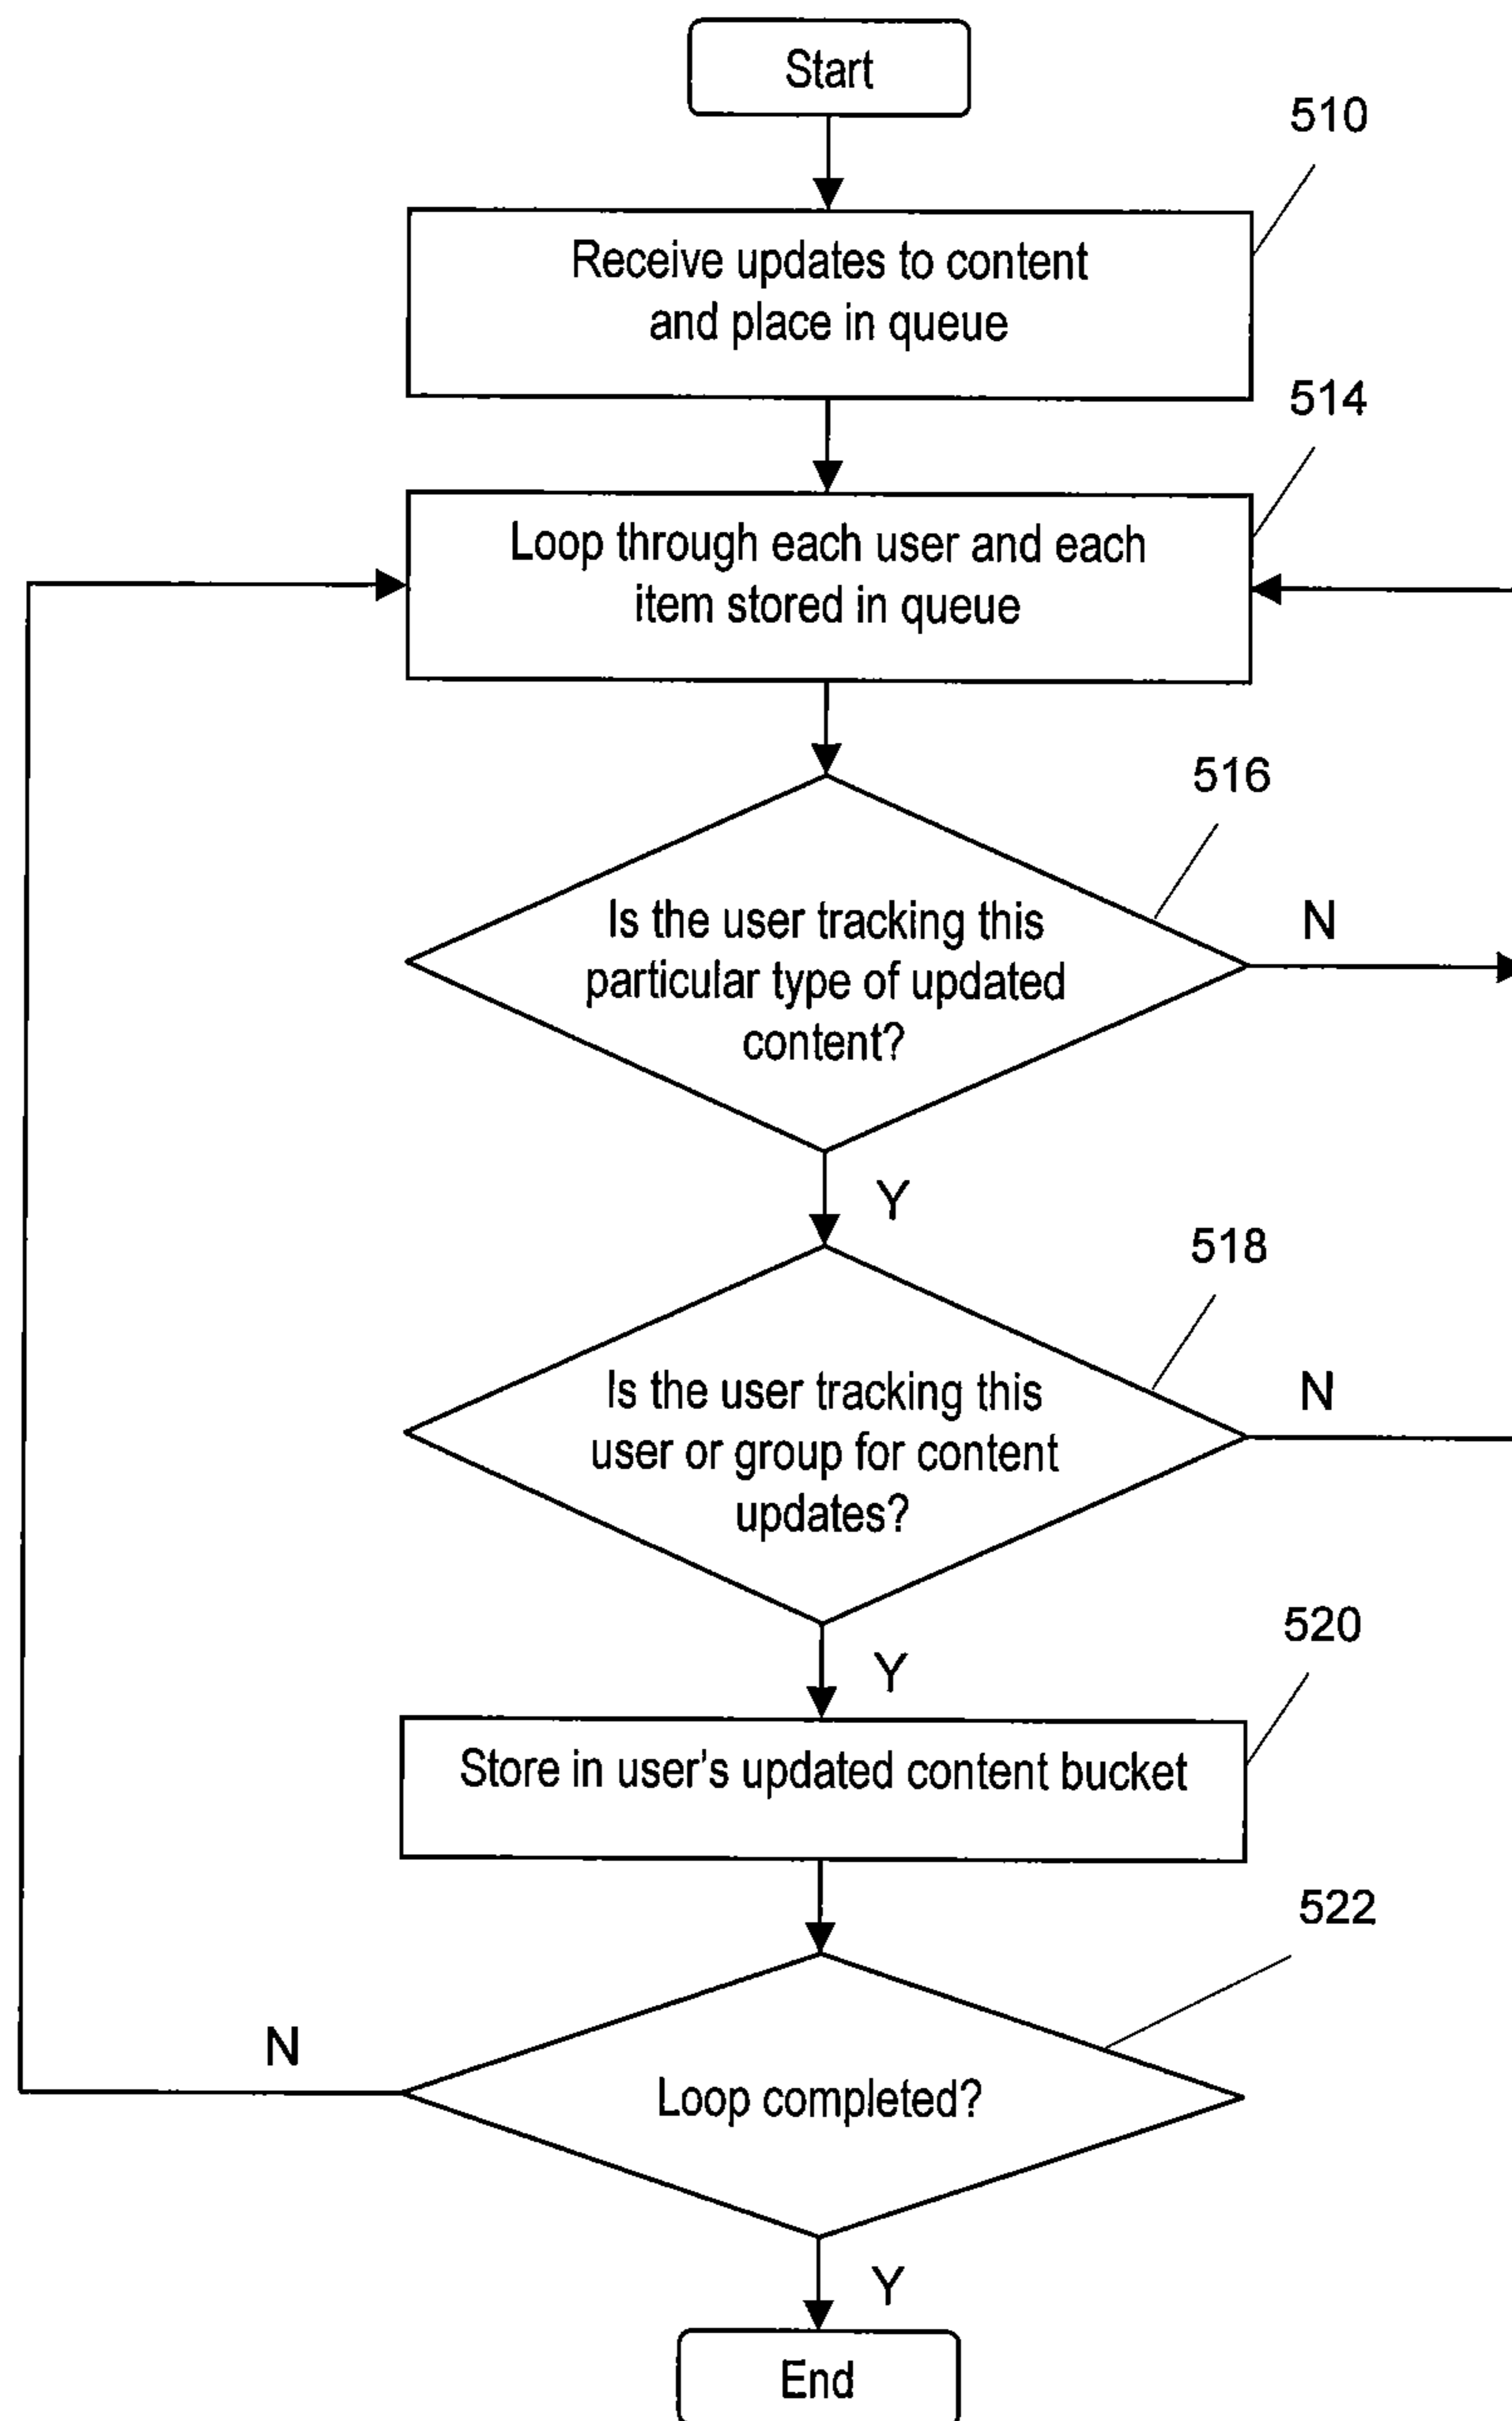 Start
510
Receive updates to content
and place in queue
514
Loop through each user and each
item stored in queue
516
Is the user tracking this
particular type of updated
content?
N
Y
518
Is the user tracking this
user or group for content
updates?
N
Y
520
Store in user's updated content bucket
522
N
Loop completed?
Y
End